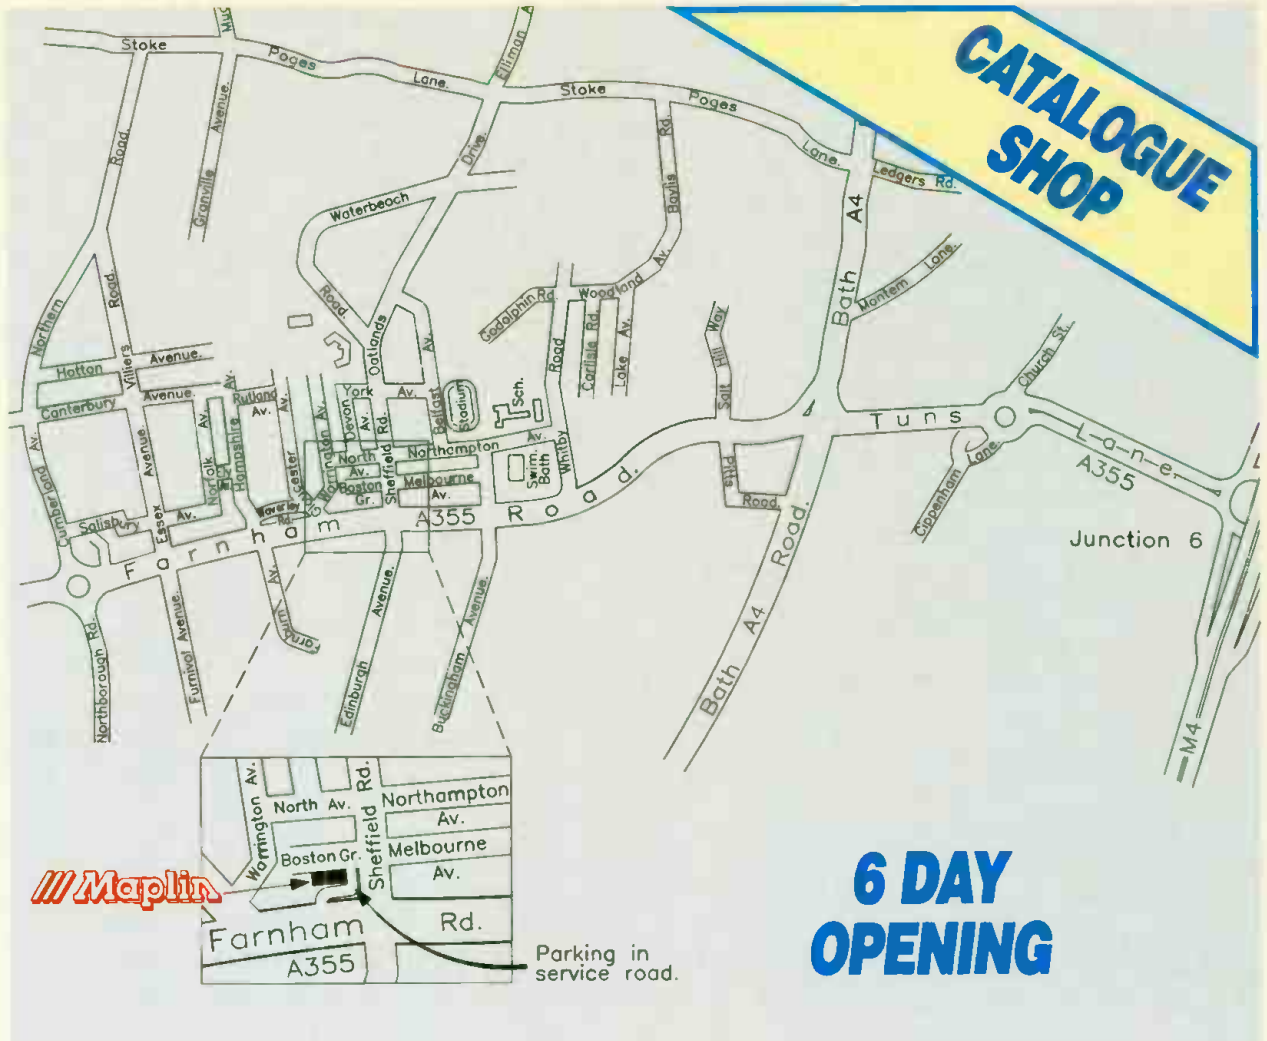 CATALOGUE
SHOP
Stoke Poges Lane.
Stoke Poges Lane.
Elliman
Granville Avenue.
Road.
Drive.
Waterbeach Road.
Baylis Rd.
Ledgers Rd.
Bath A4
Montem Lane.
Northern
Villiers Road.
Oatlands
Godolphin Rd.
Woodland Av.
Carlisle Rd.
Lake Av.
Road
Salt Hill Way
Church St.
Hatton Avenue.
Canterbury Avenue.
Rutland Av.
Belfast Av.
Stadium
Sch.
York Av.
Devon Av.
Hampshire Av.
Norfolk Av.
Warrington Av.
Sheffield Rd.
North Av.
Boston Gr.
Northampton Av.
Melbourne Av.
Swim. Bath
Whitby
Cumberland Av.
Salisbury Av.
Essex Avenue.
Waverley Rd.
Leicester Av.
Tuns L-a-n-e.
A355
Cippenham Lane.
Pitts Road.
Farnham Road.
A355
Junction 6
Northborough Rd.
Furnival Avenue.
Farnburn Av.
Edinburgh Avenue.
Buckingham Avenue.
Bath A4 Road.
M4
Warrington Av.
North Av.
Sheffield Rd.
Northampton
Av.
Boston Gr.
Melbourne
Av.
Maplin
Farnham Rd.
A355
Parking in
service road.
6 DAY
OPENING